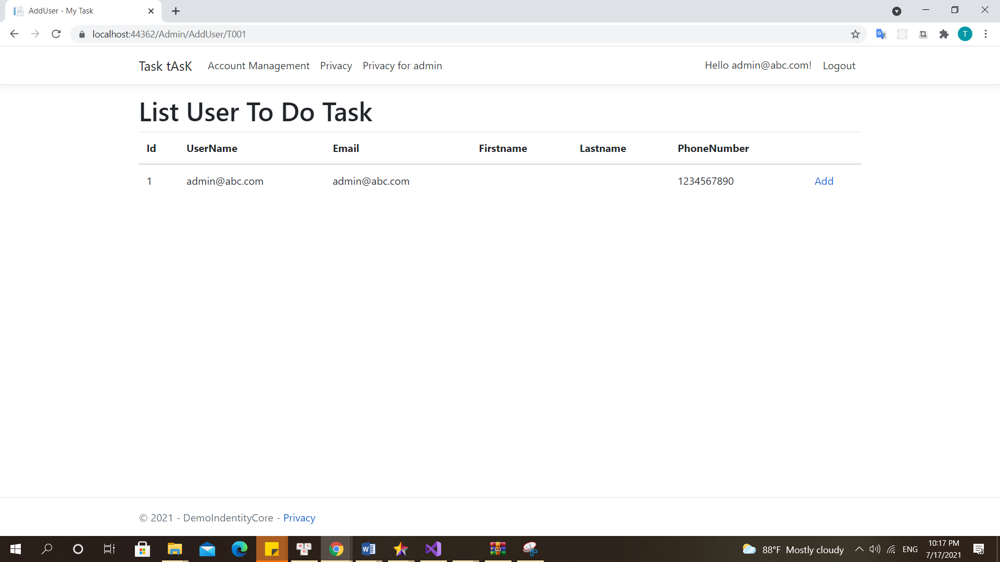 AddUser - My Task
localhost:44362/Admin/AddUser/T001
T
Task tAsK Account Management Privacy Privacy for admin Hello admin@abc.com! Logout
List User To Do Task
Id UserName Email Firstname Lastname PhoneNumber
1 admin@abc.com admin@abc.com 1234567890 Add
© 2021 - DemoIndentityCore - Privacy
88°F Mostly cloudy ENG 10:17 PM
7/17/2021